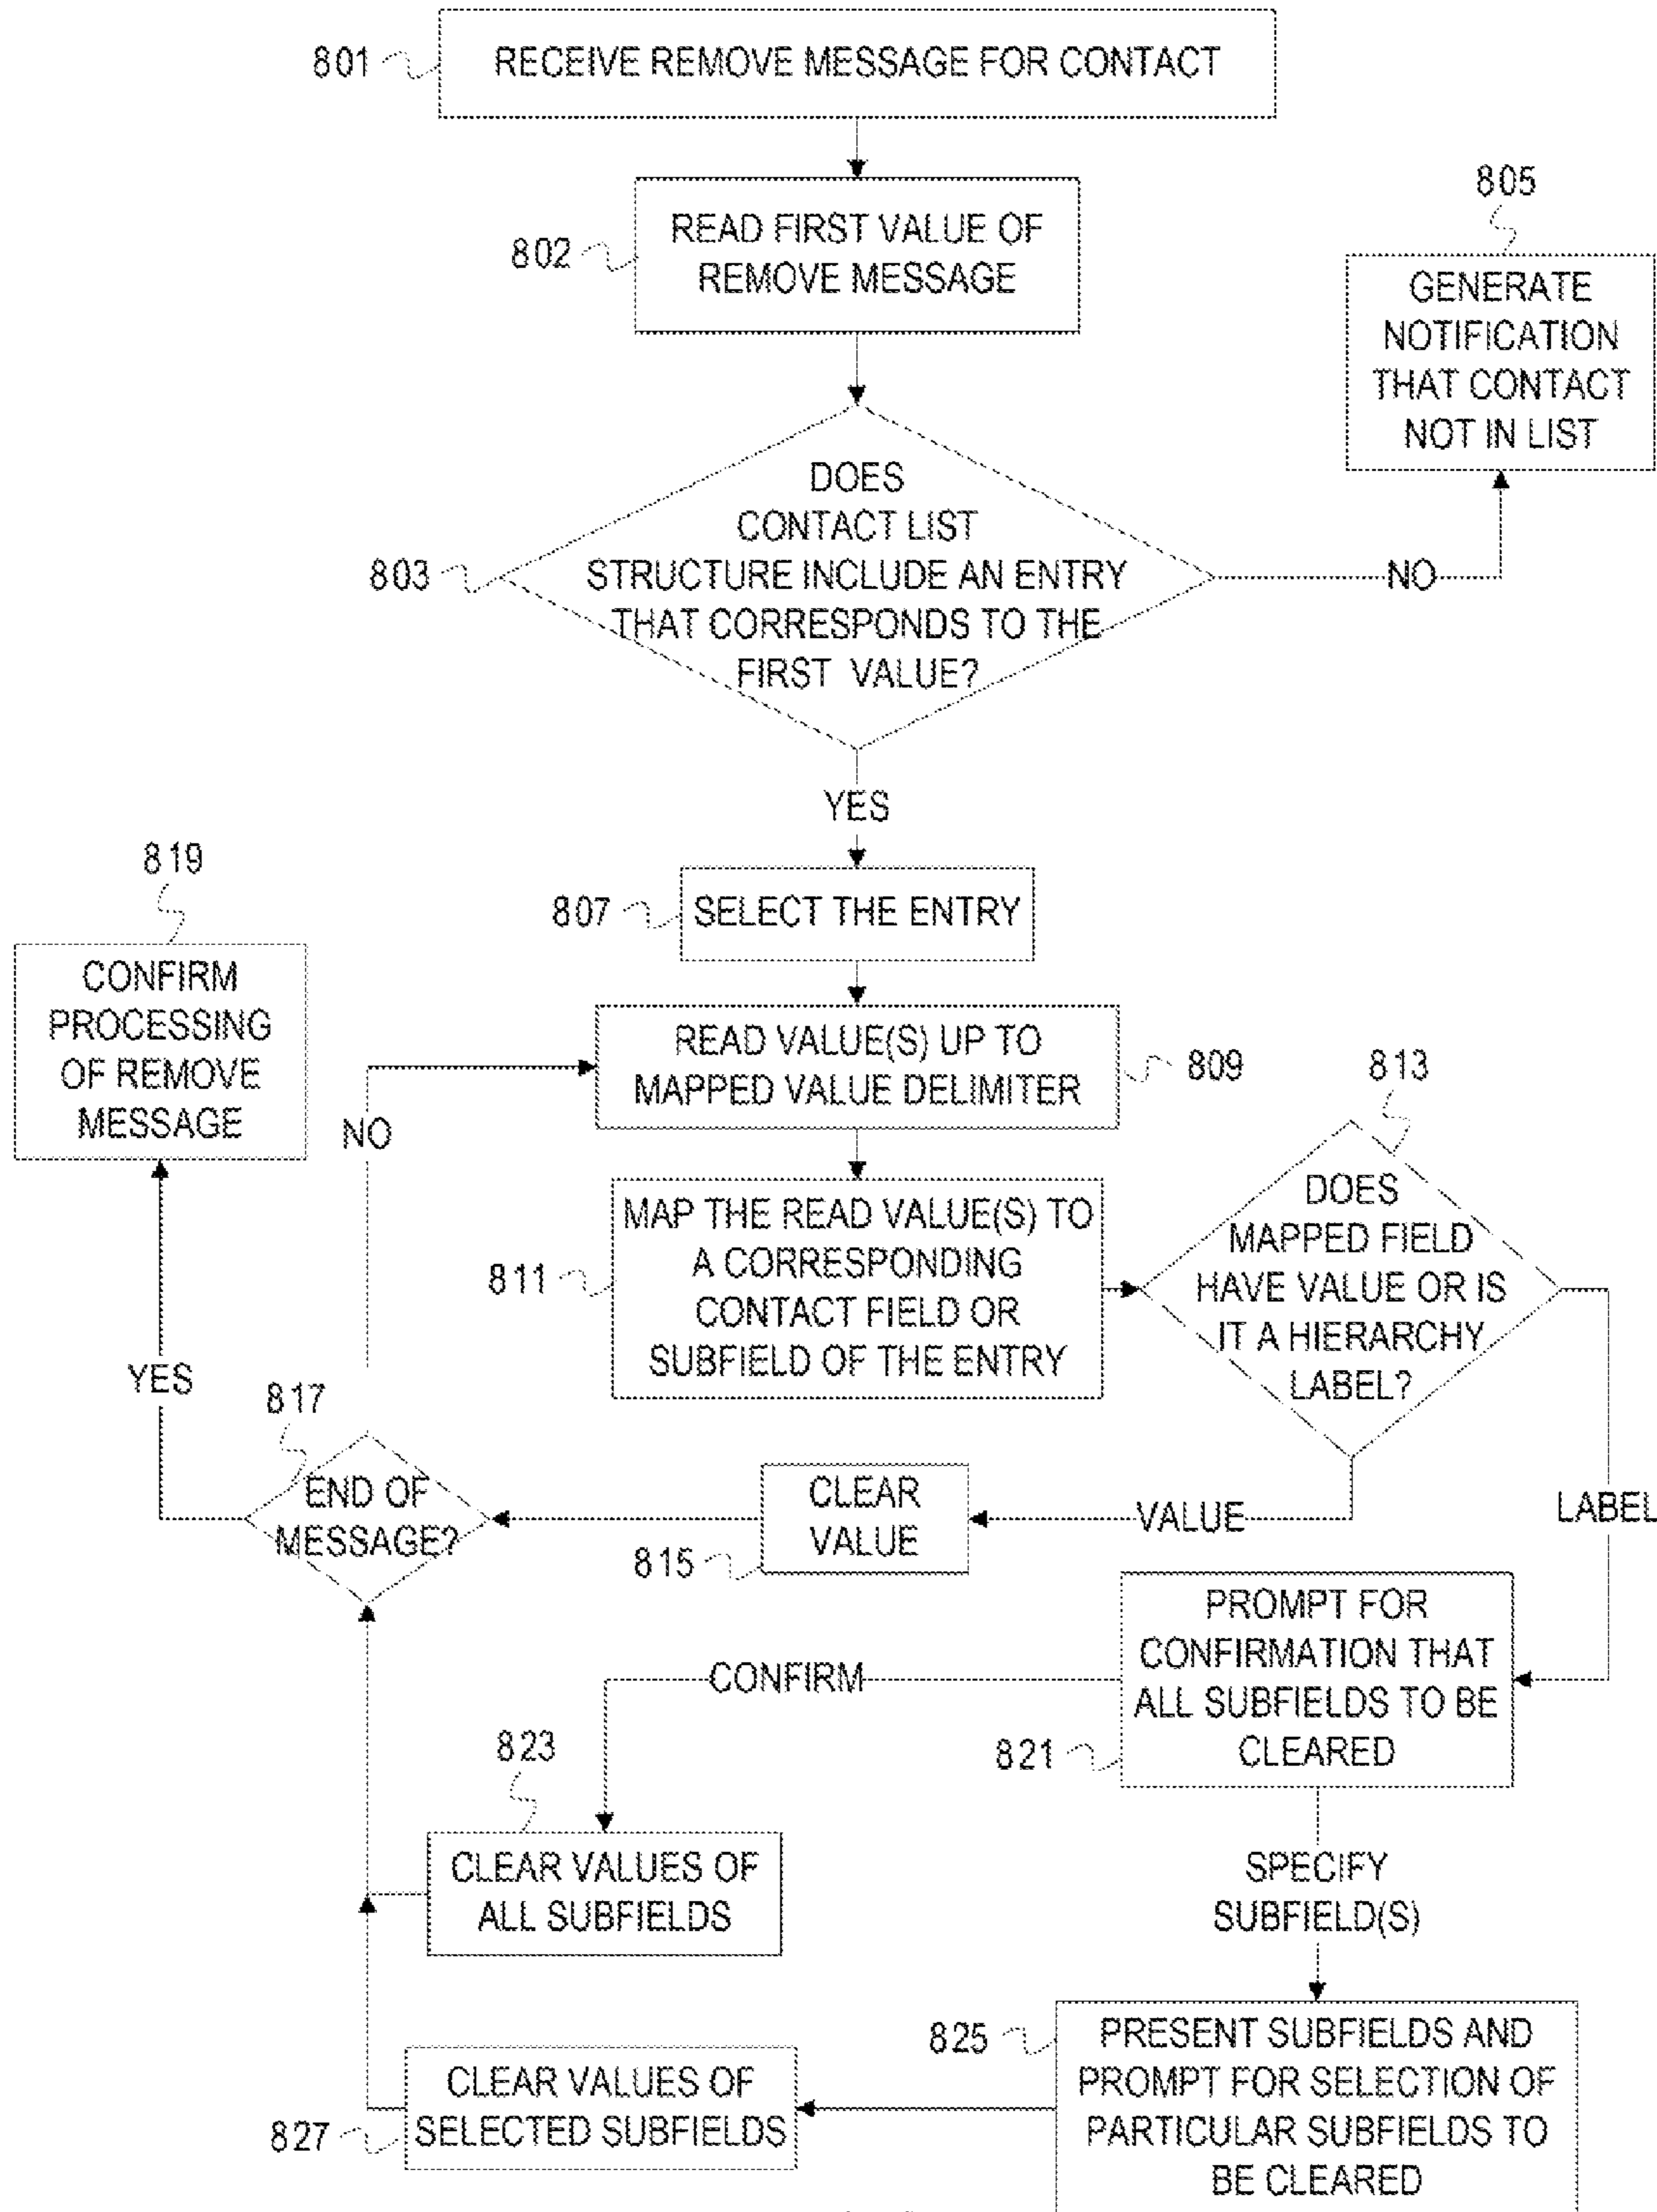 801
RECEIVE REMOVE MESSAGE FOR CONTACT
802
READ FIRST VALUE OF
REMOVE MESSAGE
805
GENERATE
NOTIFICATION
THAT CONTACT
NOT IN LIST
803
DOES
CONTACT LIST
STRUCTURE INCLUDE AN ENTRY
THAT CORRESPONDS TO THE
FIRST VALUE?
NO
YES
807
SELECT THE ENTRY
819
CONFIRM
PROCESSING
OF REMOVE
MESSAGE
NO
READ VALUE(S) UP TO
MAPPED VALUE DELIMITER
809
811
MAP THE READ VALUE(S) TO
A CORRESPONDING
CONTACT FIELD OR
SUBFIELD OF THE ENTRY
813
DOES
MAPPED FIELD
HAVE VALUE OR IS
IT A HIERARCHY
LABEL?
YES
817
END OF
MESSAGE?
815
CLEAR
VALUE
VALUE
LABEL
821
PROMPT FOR
CONFIRMATION THAT
ALL SUBFIELDS TO BE
CLEARED
CONFIRM
823
CLEAR VALUES OF
ALL SUBFIELDS
SPECIFY
SUBFIELD(S)
825
PRESENT SUBFIELDS AND
PROMPT FOR SELECTION OF
PARTICULAR SUBFIELDS TO
BE CLEARED
827
CLEAR VALUES OF
SELECTED SUBFIELDS